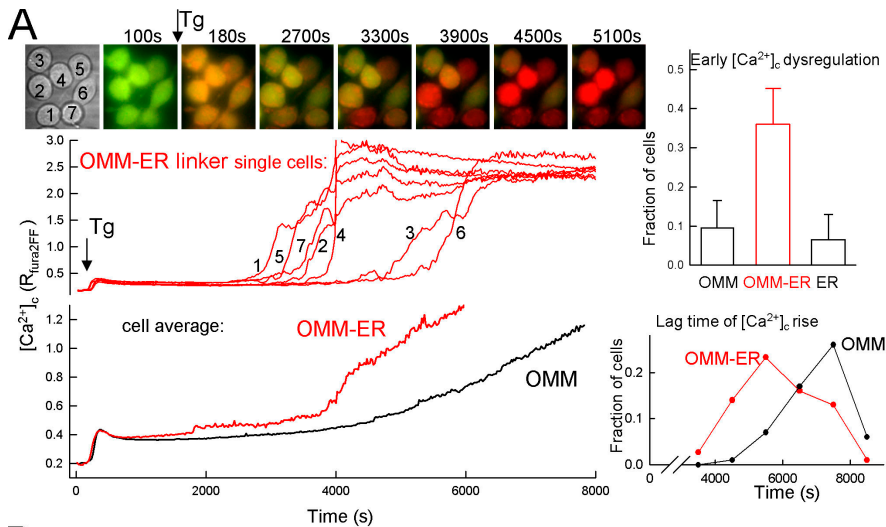 A
Tg
100s 180s 2700s 3300s 3900s 4500s 5100s
3 5 4 2 6 1 7
OMM-ER linker single cells:
3.0
2.5
2.0
1.5
1.0
0.5
Tg
1 5 7 2 4 3 6
[Ca²⁺]c (Rfura2FF)
cell average:
OMM-ER
OMM
1.2
1.0
0.8
0.6
0.4
0.2
0 2000 4000 6000 8000
Time (s)
Early [Ca²⁺]c dysregulation
Fraction of cells
0.5
0.4
0.3
0.2
0.1
0.0
OMM OMM-ER ER
Lag time of [Ca²⁺]c rise
OMM-ER
OMM
Fraction of cells
0.2
0.1
0.0
0 4000 6000 8000
Time (s)